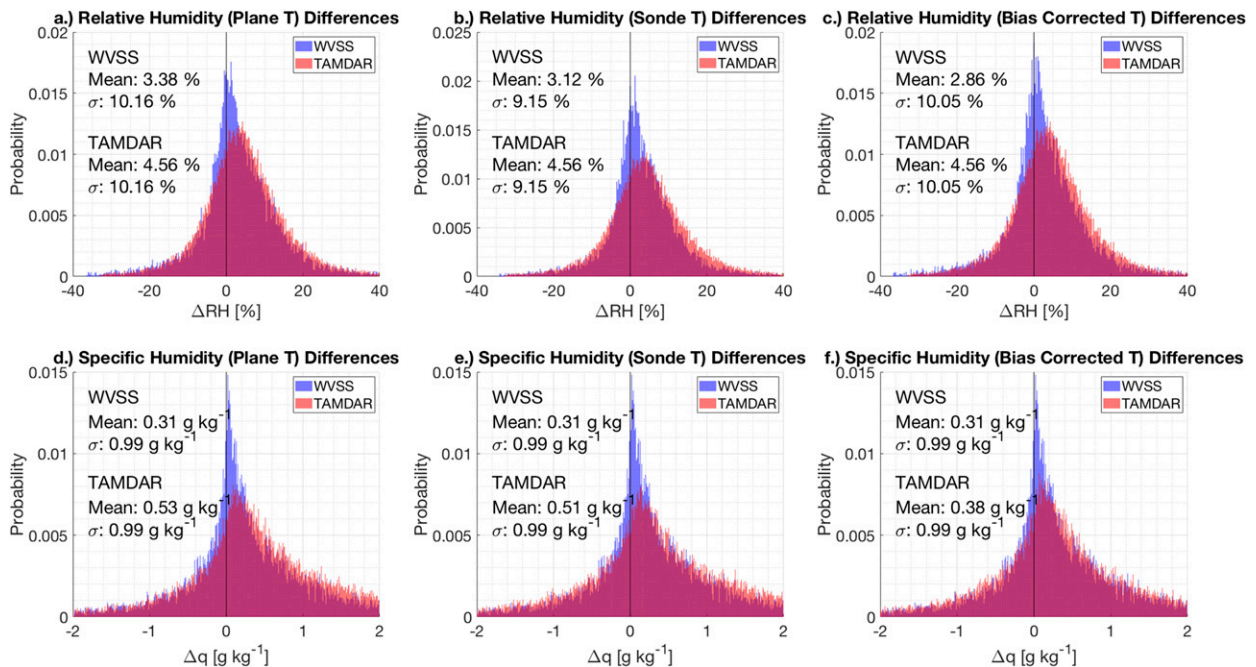 a.) Relative Humidity (Plane T) Differences
0.02
0.015
0.01
0.005
0
Probability
WVSS
Mean: 3.38 %
σ: 10.16 %
TAMDAR
Mean: 4.56 %
σ: 10.16 %
WVSS
TAMDAR
-40
-20
0
20
40
ΔRH [%]
b.) Relative Humidity (Sonde T) Differences
0.025
0.02
0.015
0.01
0.005
0
Probability
WVSS
Mean: 3.12 %
σ: 9.15 %
TAMDAR
Mean: 4.56 %
σ: 9.15 %
WVSS
TAMDAR
-40
-20
0
20
40
ΔRH [%]
c.) Relative Humidity (Bias Corrected T) Differences
0.02
0.015
0.01
0.005
0
Probability
WVSS
Mean: 2.86 %
σ: 10.05 %
TAMDAR
Mean: 4.56 %
σ: 10.05 %
WVSS
TAMDAR
-40
-20
0
20
40
ΔRH [%]
d.) Specific Humidity (Plane T) Differences
0.015
0.01
0.005
0
Probability
WVSS
Mean: 0.31 g kg⁻¹
σ: 0.99 g kg⁻¹
TAMDAR
Mean: 0.53 g kg⁻¹
σ: 0.99 g kg⁻¹
WVSS
TAMDAR
-2
-1
0
1
2
Δq [g kg⁻¹]
e.) Specific Humidity (Sonde T) Differences
0.015
0.01
0.005
0
Probability
WVSS
Mean: 0.31 g kg⁻¹
σ: 0.99 g kg⁻¹
TAMDAR
Mean: 0.51 g kg⁻¹
σ: 0.99 g kg⁻¹
WVSS
TAMDAR
-2
-1
0
1
2
Δq [g kg⁻¹]
f.) Specific Humidity (Bias Corrected T) Differences
0.015
0.01
0.005
0
Probability
WVSS
Mean: 0.31 g kg⁻¹
σ: 0.99 g kg⁻¹
TAMDAR
Mean: 0.38 g kg⁻¹
σ: 0.99 g kg⁻¹
WVSS
TAMDAR
-2
-1
0
1
2
Δq [g kg⁻¹]